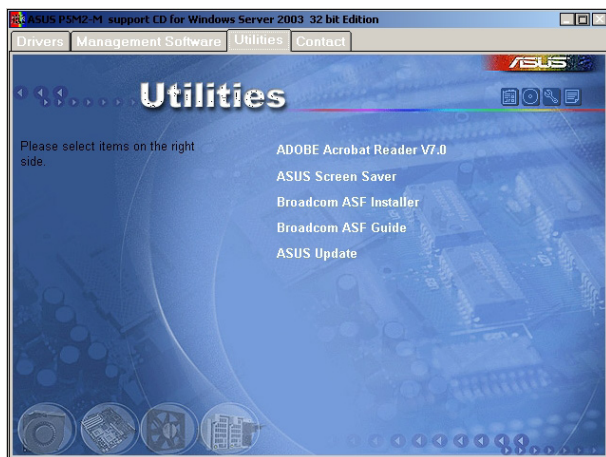 ASUS P5M2-M support CD for Windows Server 2003 32 bit Edition
Drivers Management Software Utilities Contact
ASUS
Utilities
Please select items on the right
side.
ADOBE Acrobat Reader V7.0
ASUS Screen Saver
Broadcom ASF Installer
Broadcom ASF Guide
ASUS Update